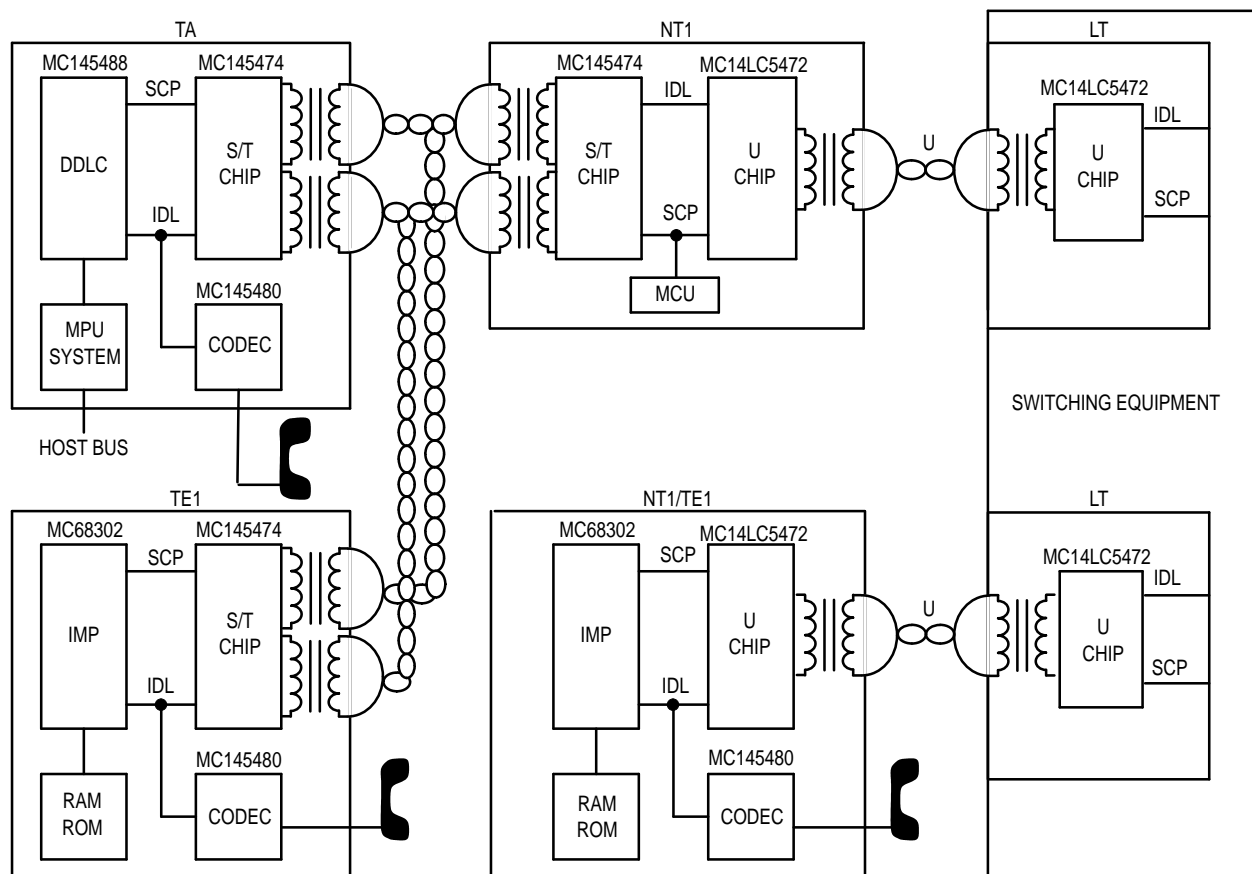 TA
MC145488
SCP
MC145474
DDLC
S/T
CHIP
IDL
MC145480
MPU
SYSTEM
CODEC
HOST BUS
NT1
MC145474
IDL
MC14LC5472
S/T
CHIP
U
CHIP
SCP
MCU
U
LT
MC14LC5472
IDL
U
CHIP
SCP
SWITCHING EQUIPMENT
TE1
MC68302
SCP
MC145474
IMP
S/T
CHIP
IDL
MC145480
RAM
ROM
CODEC
NT1/TE1
MC68302
SCP
MC14LC5472
IMP
U
CHIP
IDL
MC145480
RAM
ROM
CODEC
U
LT
MC14LC5472
IDL
U
CHIP
SCP